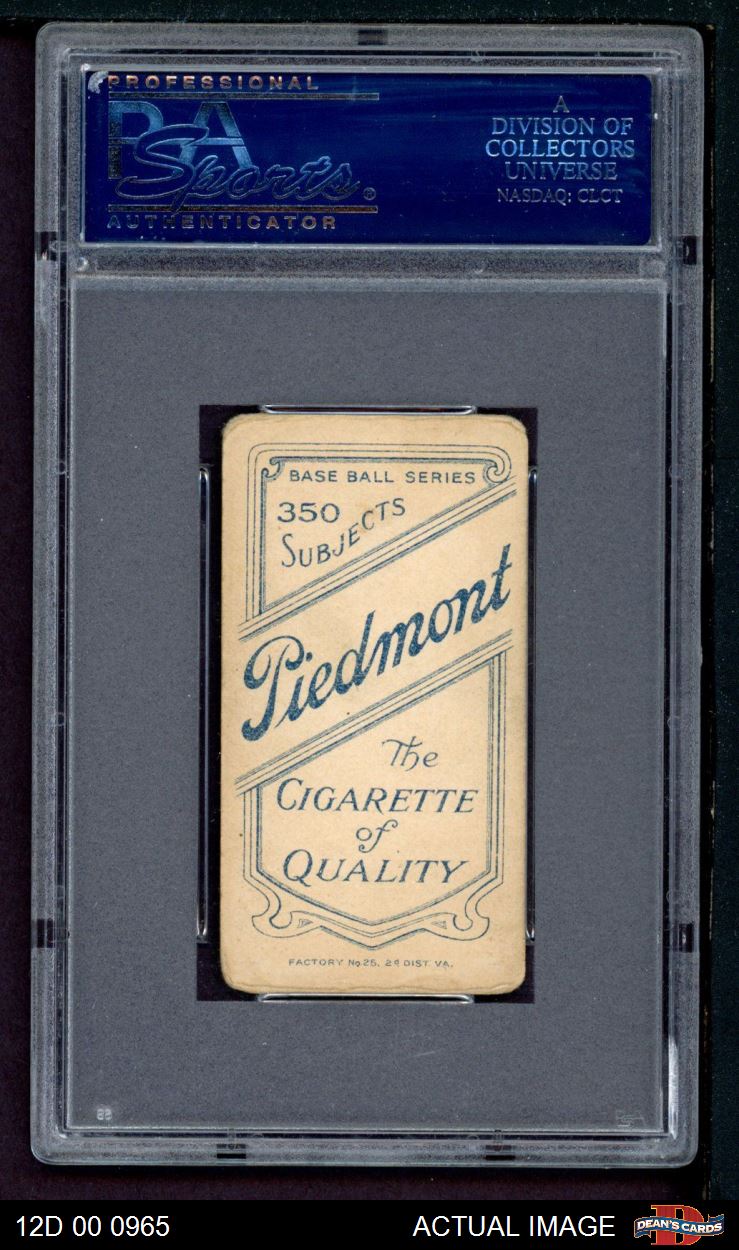 PROFESSIONAL
PSA
Sports®
AUTHENTICATOR
A
DIVISION OF
COLLECTORS
UNIVERSE
NASDAQ: CLCT
BASE BALL SERIES
350
SUBJECTS
Piedmont
The
CIGARETTE
of
QUALITY
FACTORY No 25, 2d DIST. VA.
PSA
12D 00 0965
ACTUAL IMAGE
DEAN'S CARDS